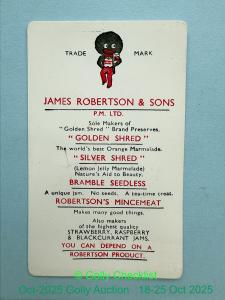 TRADE MARK
JAMES ROBERTSON & SONS
P.M. LTD.
Sole Makers of
"Golden Shred" Brand Preserves.
"GOLDEN SHRED"
The world's best Orange Marmalade.
"SILVER SHRED"
(Lemon Jelly Marmalade)
Nature's Aid to Beauty.
BRAMBLE SEEDLESS
A unique jam. No seeds. A tea-time treat.
ROBERTSON'S MINCEMEAT
Makes many good things.
Also makers
of the highest quality
STRAWBERRY, RASPBERRY
& BLACKCURRANT JAMS.
YOU CAN DEPEND ON A
ROBERTSON PRODUCT.
© Golly Checklist
Oct-2025 Golly Auction 18-25 Oct 2025